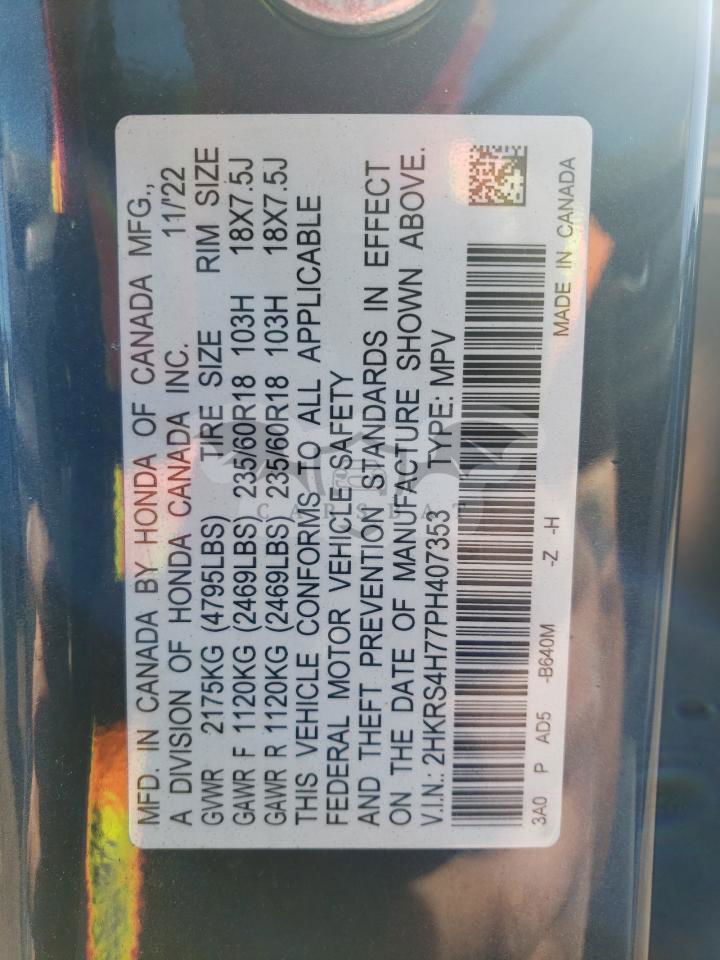 MFD. IN CANADA BY HONDA OF CANADA MFG.,
A DIVISION OF HONDA CANADA INC. 11/'22
GVWR 2175KG (4795LBS) TIRE SIZE RIM SIZE
GAWR F 1120KG (2469LBS) 235/60R18 103H 18X7.5J
GAWR R 1120KG (2469LBS) 235/60R18 103H 18X7.5J
THIS VEHICLE CONFORMS TO ALL APPLICABLE
FEDERAL MOTOR VEHICLE SAFETY
AND THEFT PREVENTION STANDARDS IN EFFECT
ON THE DATE OF MANUFACTURE SHOWN ABOVE.
V.I.N.: 2HKRS4H77PH407353 TYPE: MPV
3A0 P AD5 -B640M -Z -H
MADE IN CANADA
CARSBAT